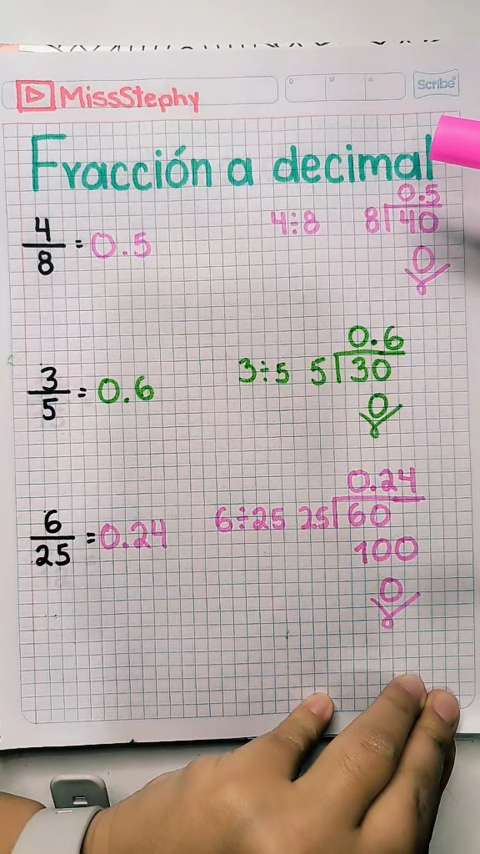 Scribe
D M A
MissStephy
Fracción a decimal
4/8 = 0.5 4÷8 8⟌40 0.5
0
3/5 = 0.6 3÷5 5⟌30 0.6
0
6/25 = 0.24 6÷25 25⟌60 0.24
100
0